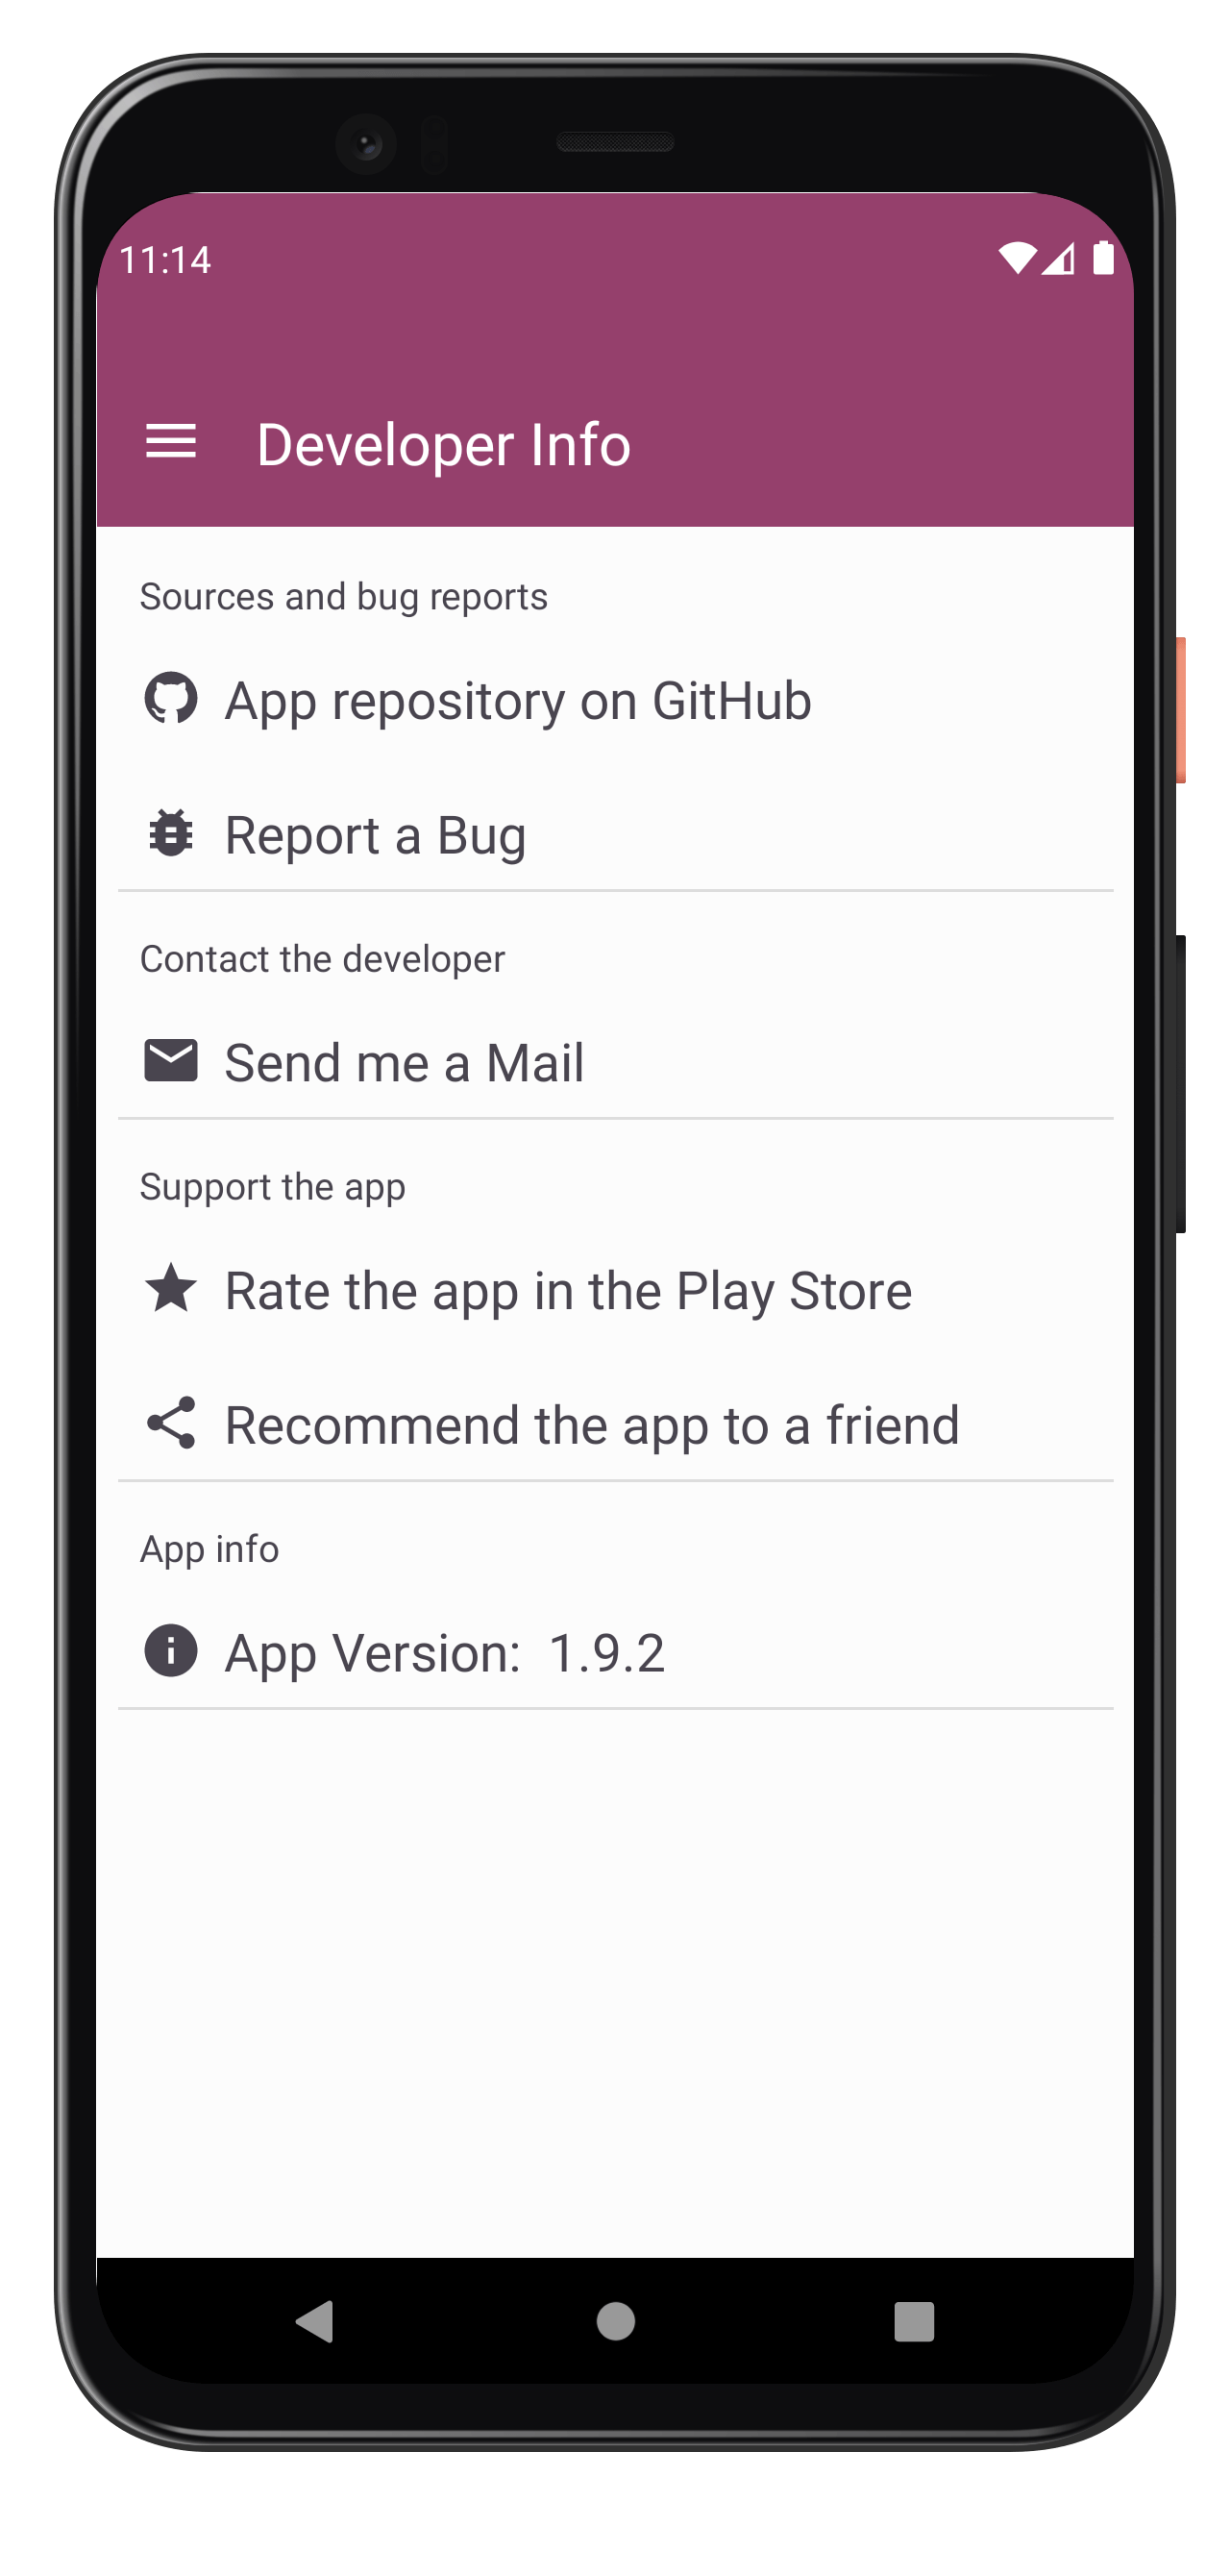 11:14
Developer Info
Sources and bug reports
App repository on GitHub
Report a Bug
Contact the developer
Send me a Mail
Support the app
Rate the app in the Play Store
Recommend the app to a friend
App info
App Version:  1.9.2